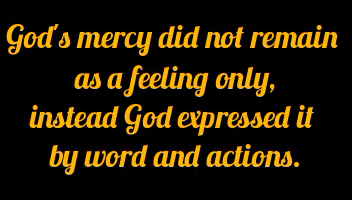 God's mercy did not remain
as a feeling only,
instead God expressed it
by word and actions.